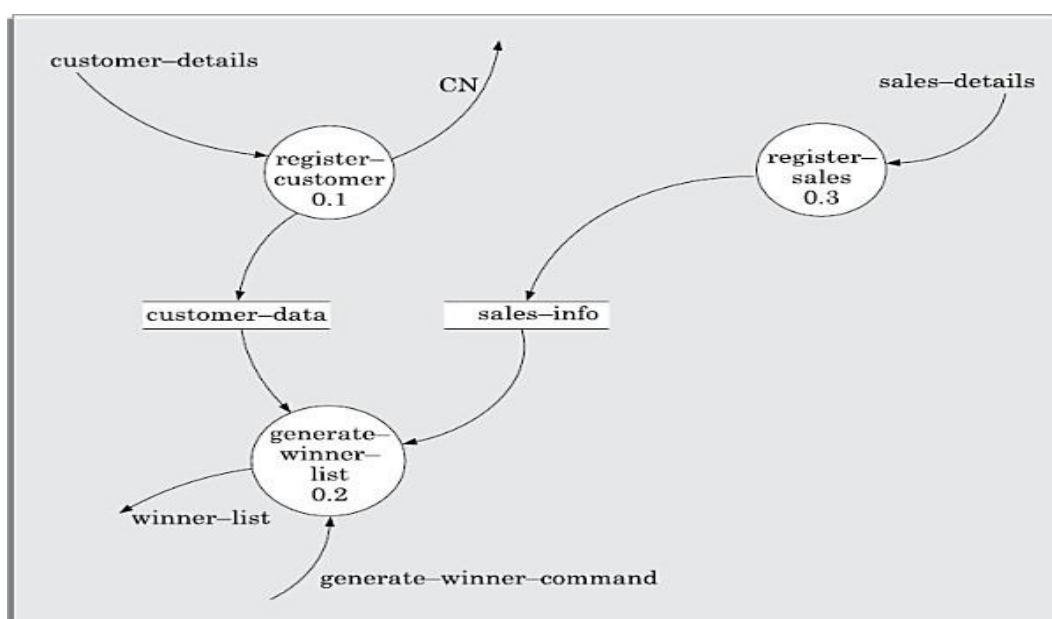 customer–details
CN
sales–details
register–
customer
0.1
register–
sales
0.3
customer–data
sales–info
generate–
winner–
list
0.2
winner–list
generate–winner–command